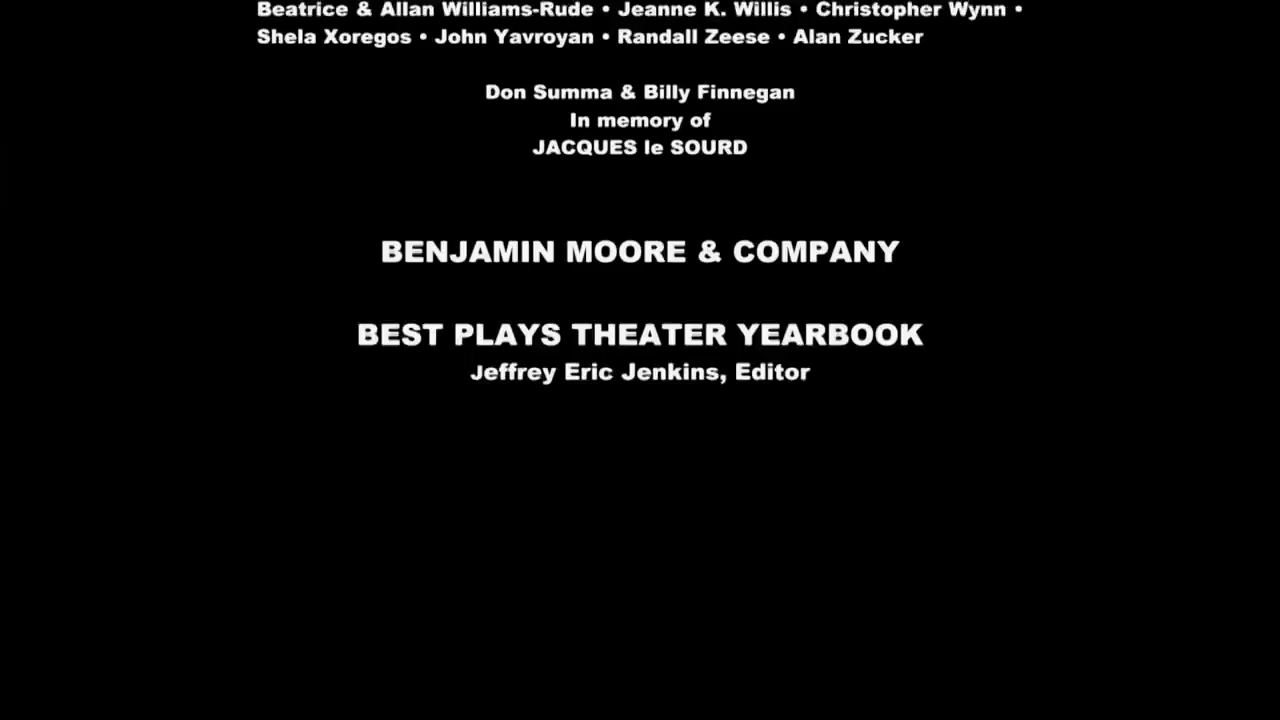 Beatrice & Allan Williams-Rude • Jeanne K. Willis • Christopher Wynn •
Shela Xoregos • John Yavroyan • Randall Zeese • Alan Zucker
Don Summa & Billy Finnegan
In memory of
JACQUES le SOURD
BENJAMIN MOORE & COMPANY
BEST PLAYS THEATER YEARBOOK
Jeffrey Eric Jenkins, Editor